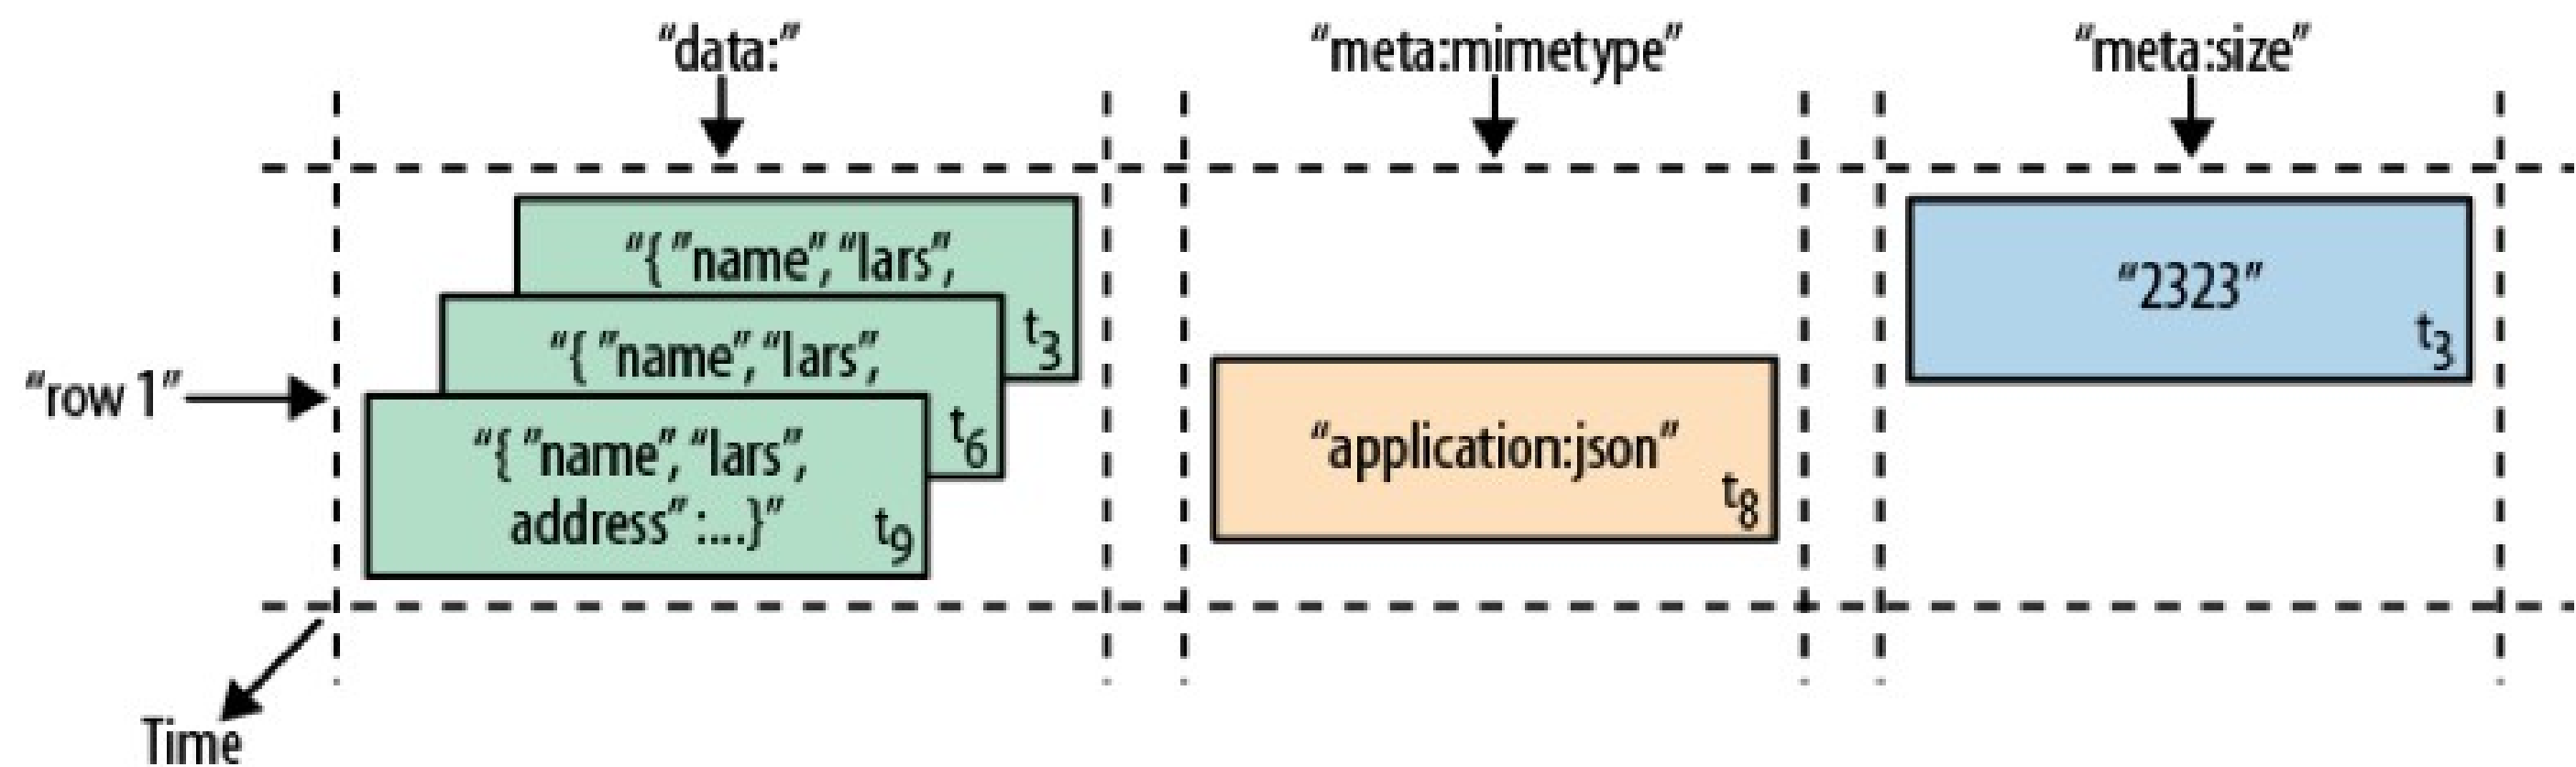 “data:”
“meta:mimetype”
“meta:size”
“{ ”name”, “lars”,
t3
“{ ”name”, “lars”,
t6
“{ ”name”, “lars”,
address” :....}”
t9
“application:json”
t8
“2323”
t3
“row 1”
Time